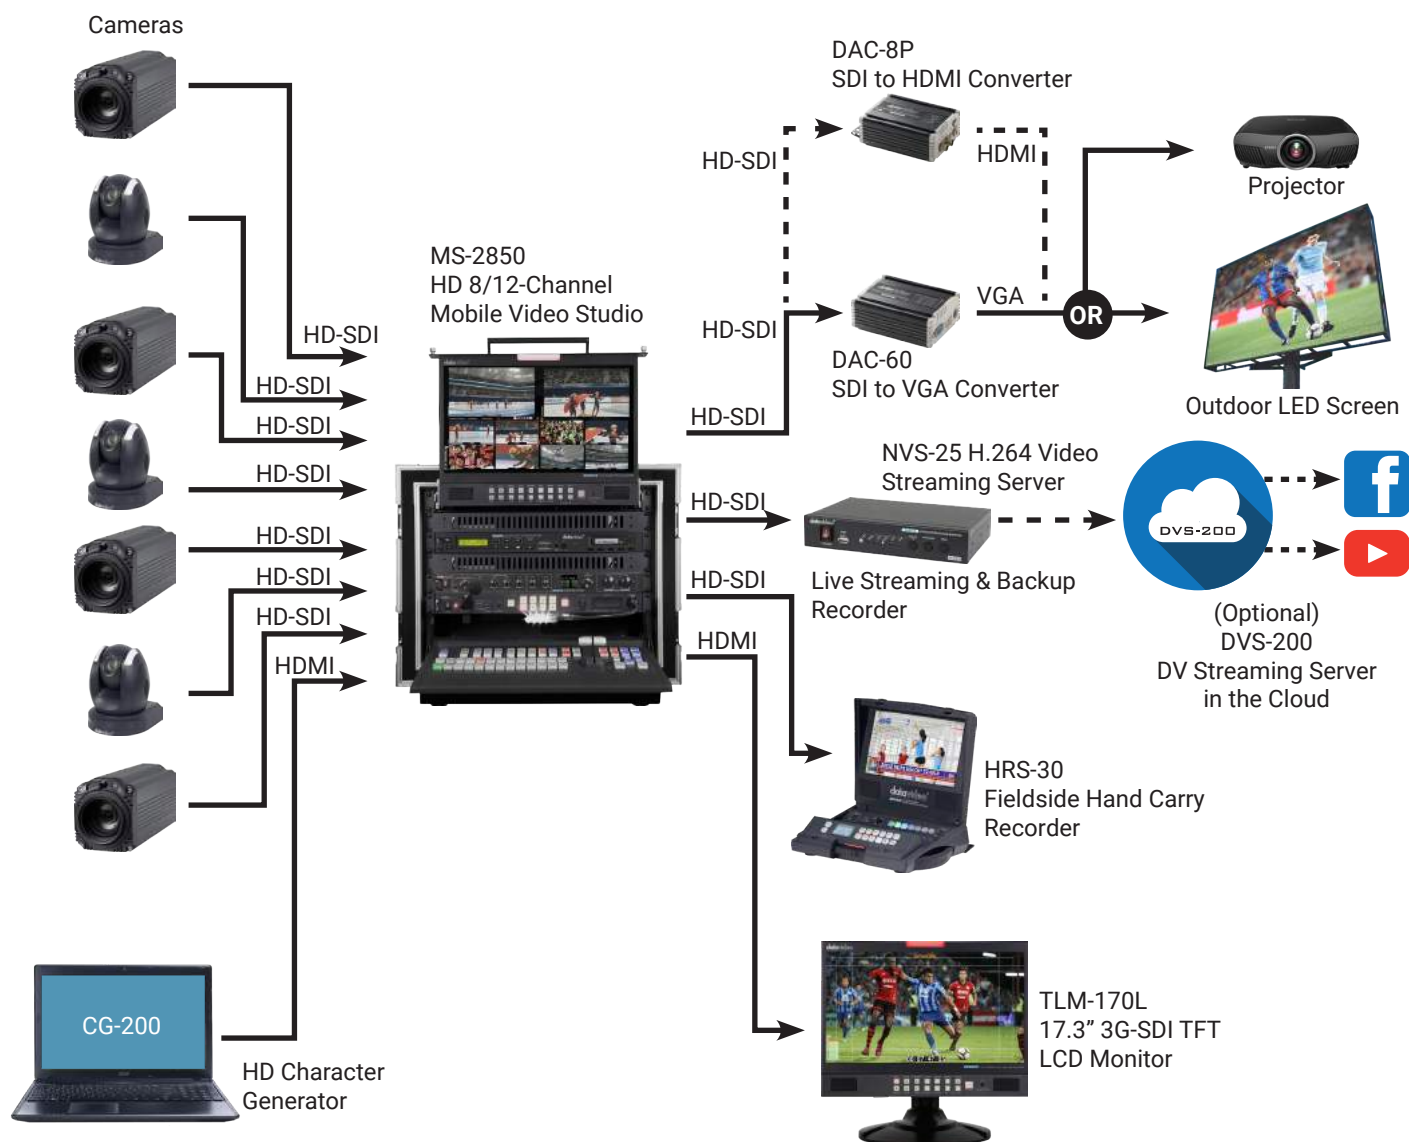 Cameras
HD-SDI
HD-SDI
HD-SDI
HD-SDI
HD-SDI
HD-SDI
HD-SDI
HDMI
CG-200
HD Character
Generator
MS-2850
HD 8/12-Channel
Mobile Video Studio
datavideo
HD-SDI
HD-SDI
HD-SDI
DAC-8P
SDI to HDMI Converter
HDMI
DAC-60
SDI to VGA Converter
VGA
OR
Projector
Outdoor LED Screen
HD-SDI
NVS-25 H.264 Video
Streaming Server
Live Streaming & Backup
Recorder
DVS-200
(Optional)
DVS-200
DV Streaming Server
in the Cloud
HD-SDI
datavideo
HRS-30
Fieldside Hand Carry
Recorder
HDMI
datavideo
TLM-170L
17.3” 3G-SDI TFT
LCD Monitor